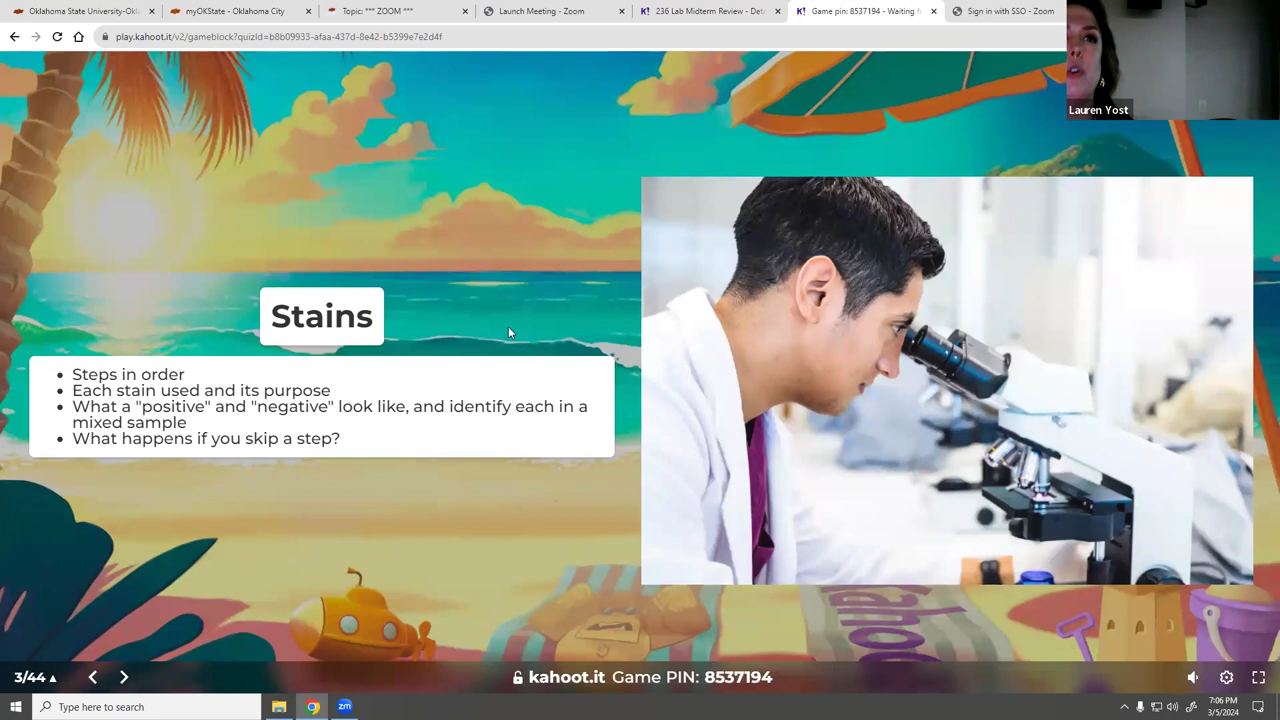 Oklahoma State University-Okl
myOKState - Oklahoma City
Topic: *** ZOOM ***
Launch Meeting - Zoom
236 Lab Midterm Review - Det
Game pin: 8537194 - Waiting f
Sign in with SSO - Zoom
play.kahoot.it/v2/gameblock?quizId=b8b09933-afaa-437d-8e42-b5399e7e2d4f
Lauren Yost
Stains
• Steps in order
• Each stain used and its purpose
• What a "positive" and "negative" look like, and identify each in a
mixed sample
• What happens if you skip a step?
3/44
kahoot.it Game PIN: 8537194
Type here to search
zm
7:06 PM
3/5/2024